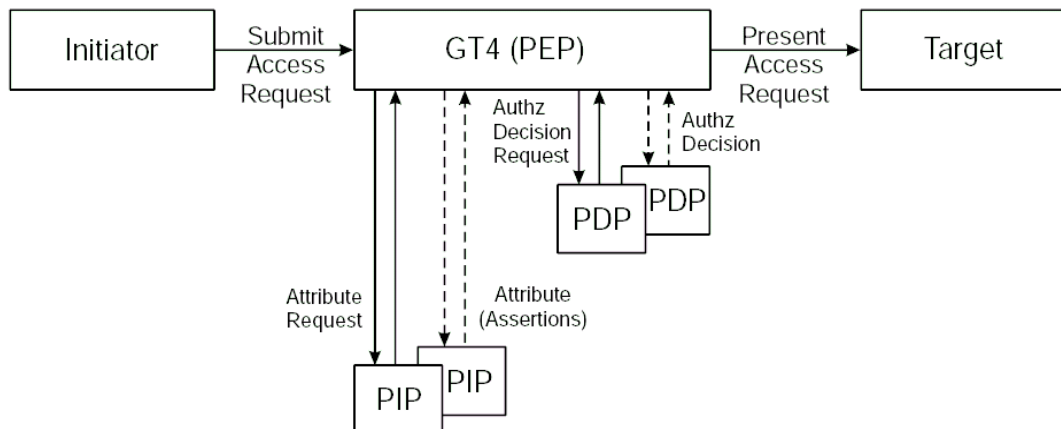 Initiator
Submit
Access
Request
GT4 (PEP)
Present
Access
Request
Target
Authz
Decision
Request
Authz
Decision
PDP
PDP
Attribute
Request
Attribute
(Assertions)
PIP
PIP